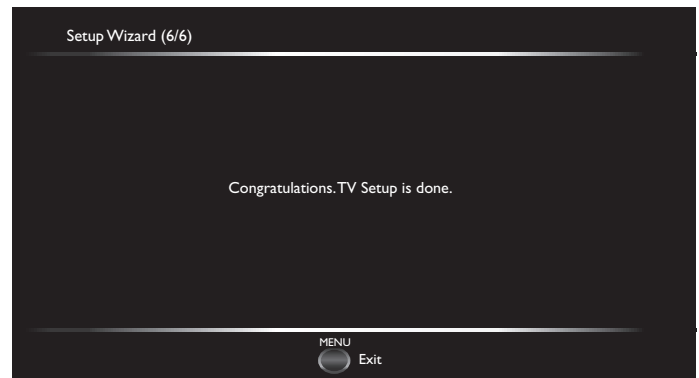 Setup Wizard (6/6)
Congratulations. TV Setup is done.
MENU
Exit